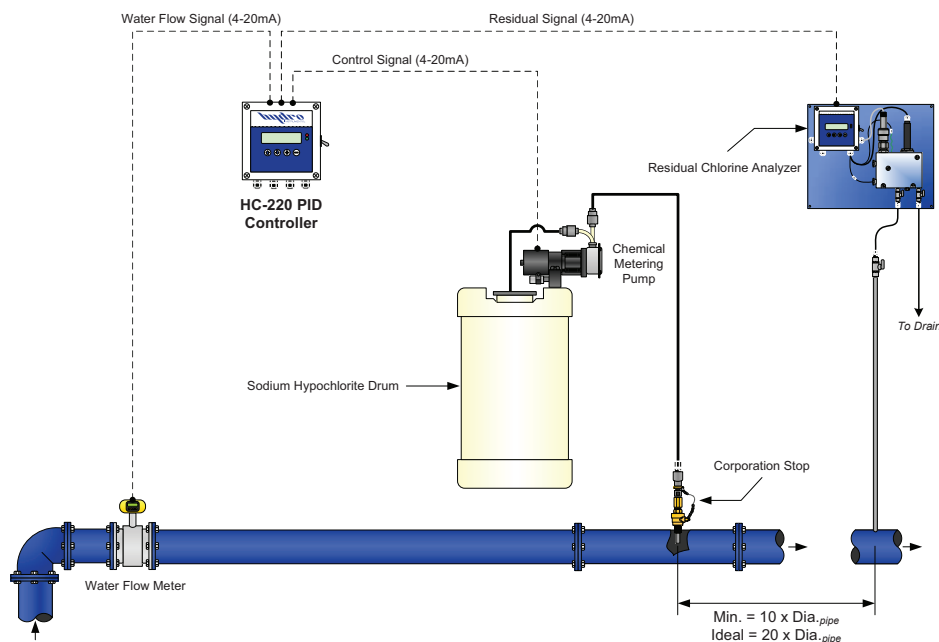 Water Flow Signal (4-20mA)
Residual Signal (4-20mA)
Control Signal (4-20mA)
hydro
HC-220 PID
Controller
Residual Chlorine Analyzer
Chemical
Metering
Pump
To Drain
Sodium Hypochlorite Drum
Corporation Stop
Water Flow Meter
Min. = 10 x Dia.pipe
Ideal = 20 x Dia.pipe